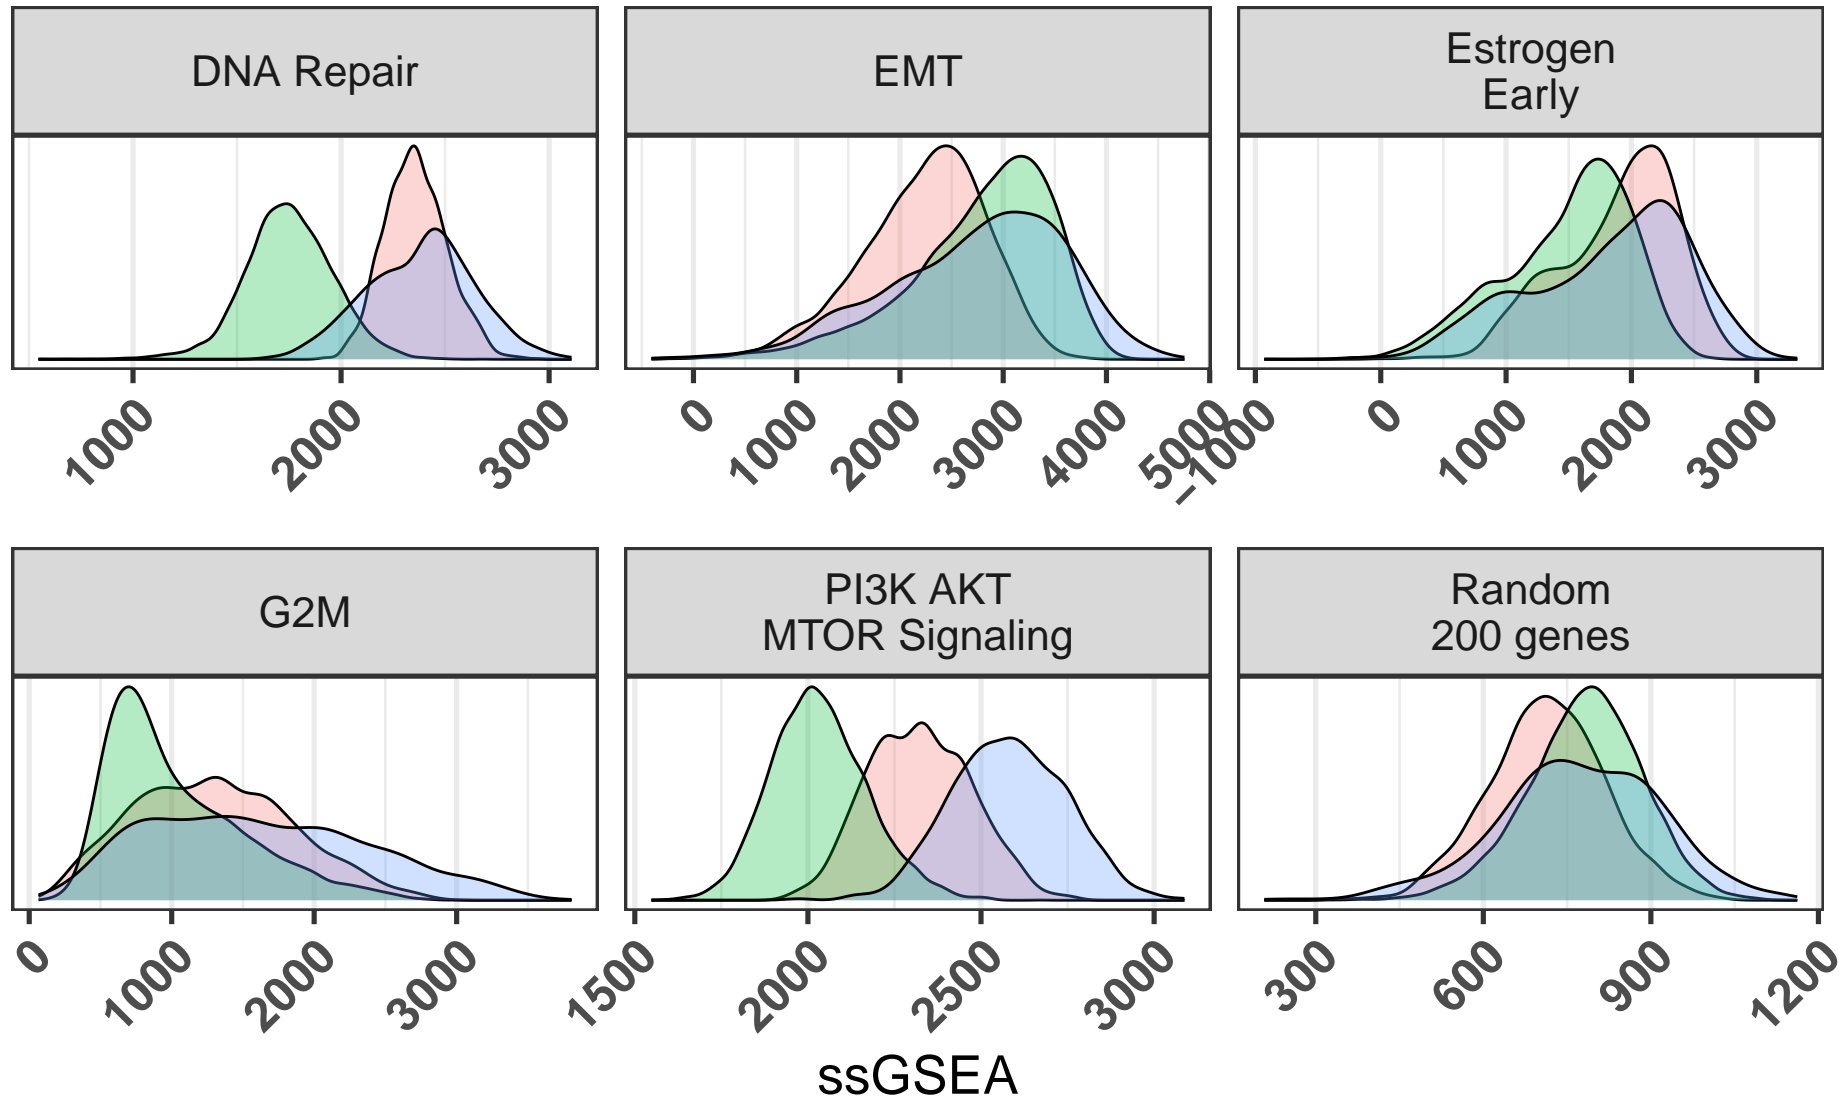 DNA Repair
EMT
Estrogen
Early
1000 2000 3000
0 1000 2000 3000 4000 5000
−1000 0 1000 2000 3000
G2M
PI3K AKT
MTOR Signaling
Random
200 genes
0 1000 2000 3000
1500 2000 2500 3000
300 600 900 1200
ssGSEA